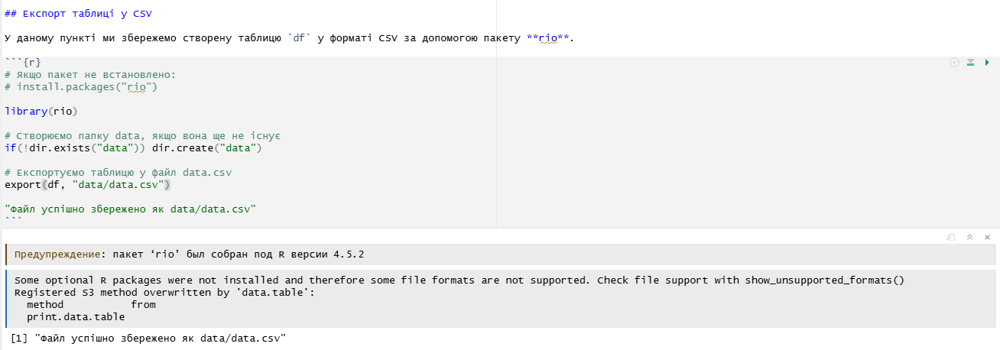 ## Експорт таблиці у CSV
У даному пункті ми збережемо створену таблицю `df` у форматі CSV за допомогою пакету **rio**.
```{r}
# Якщо пакет не встановлено:
# install.packages("rio")
library(rio)
# Створюємо папку data, якщо вона ще не існує
if(!dir.exists("data")) dir.create("data")
# Експортуємо таблицю у файл data.csv
export(df, "data/data.csv")
"Файл успішно збережено як data/data.csv"
```
Предупреждение: пакет ‘rio’ был собран под R версии 4.5.2
Some optional R packages were not installed and therefore some file formats are not supported. Check file support with show_unsupported_formats()
Registered S3 method overwritten by 'data.table':
method from
print.data.table
[1] "Файл успішно збережено як data/data.csv"